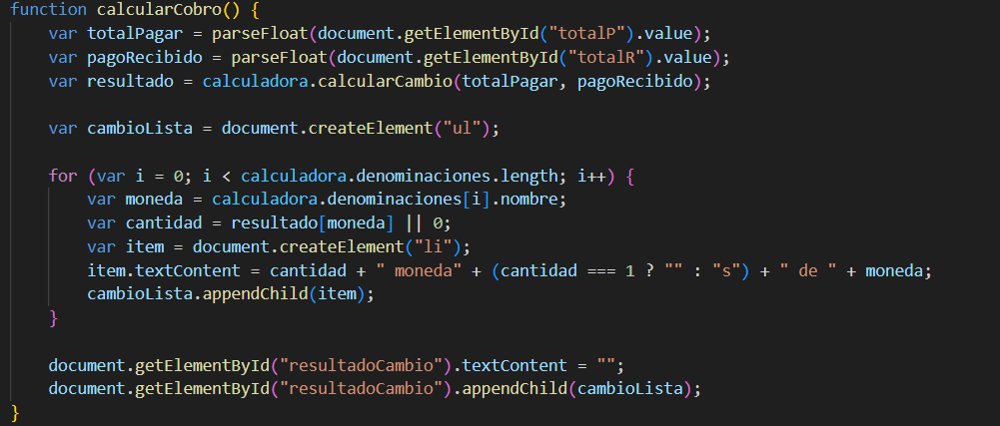 function calcularCobro() {
    var totalPagar = parseFloat(document.getElementById("totalP").value);
    var pagoRecibido = parseFloat(document.getElementById("totalR").value);
    var resultado = calculadora.calcularCambio(totalPagar, pagoRecibido);

    var cambioLista = document.createElement("ul");

    for (var i = 0; i < calculadora.denominaciones.length; i++) {
        var moneda = calculadora.denominaciones[i].nombre;
        var cantidad = resultado[moneda] || 0;
        var item = document.createElement("li");
        item.textContent = cantidad + " moneda" + (cantidad === 1 ? "" : "s") + " de " + moneda;
        cambioLista.appendChild(item);
    }

    document.getElementById("resultadoCambio").textContent = "";
    document.getElementById("resultadoCambio").appendChild(cambioLista);
}